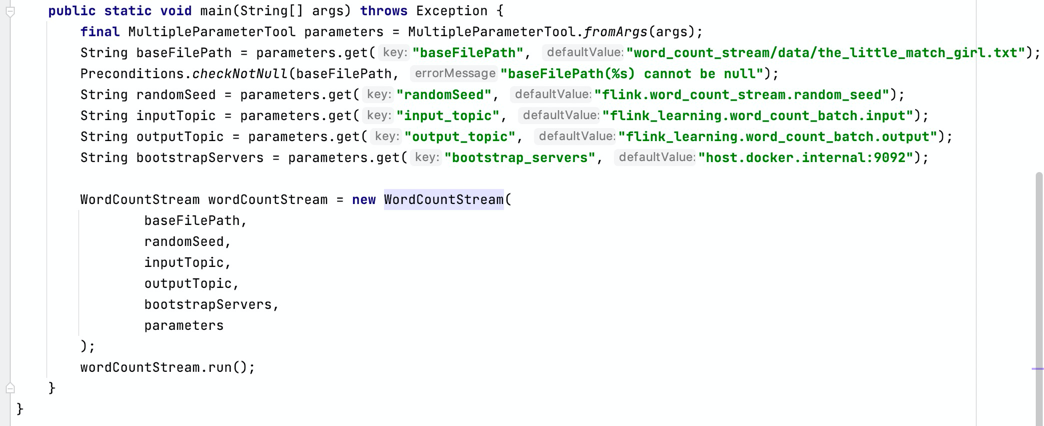 public static void main(String[] args) throws Exception {
final MultipleParameterTool parameters = MultipleParameterTool.fromArgs(args);
String baseFilePath = parameters.get( key: "baseFilePath", defaultValue: "word_count_stream/data/the_little_match_girl.txt");
Preconditions.checkNotNull(baseFilePath, errorMessage "baseFilePath(%s) cannot be null");
String randomSeed = parameters.get( key: "randomSeed", defaultValue: "flink.word_count_stream.random_seed");
String inputTopic = parameters.get( key: "input_topic", defaultValue: "flink_learning.word_count_batch.input");
String outputTopic = parameters.get( key: "output_topic", defaultValue: "flink_learning.word_count_batch.output");
String bootstrapServers = parameters.get( key: "bootstrap_servers", defaultValue: "host.docker.internal:9092");
WordCountStream wordCountStream = new WordCountStream(
baseFilePath,
randomSeed,
inputTopic,
outputTopic,
bootstrapServers,
parameters
);
wordCountStream.run();
}
}